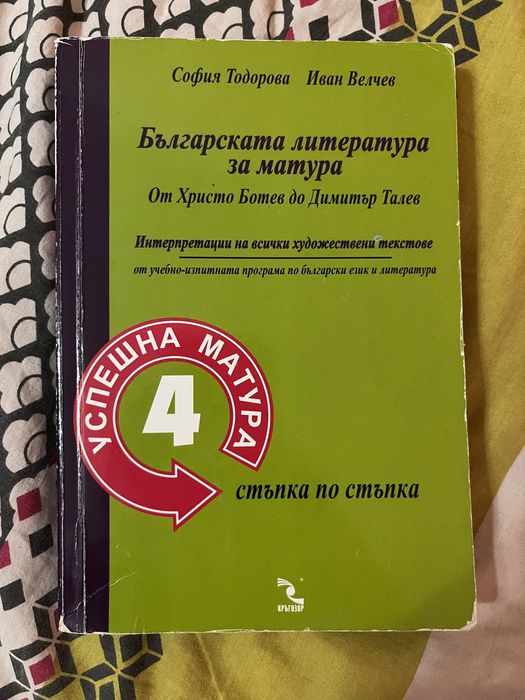 София Тодорова Иван Велчев
Българската литература
за матура
От Христо Ботев до Димитър Талев
Интерпретации на всички художествени текстове
от учебно-изпитната програма по български език и литература
УСПЕШНА МАТУРА
4
стъпка по стъпка
КРЪГОЗОР